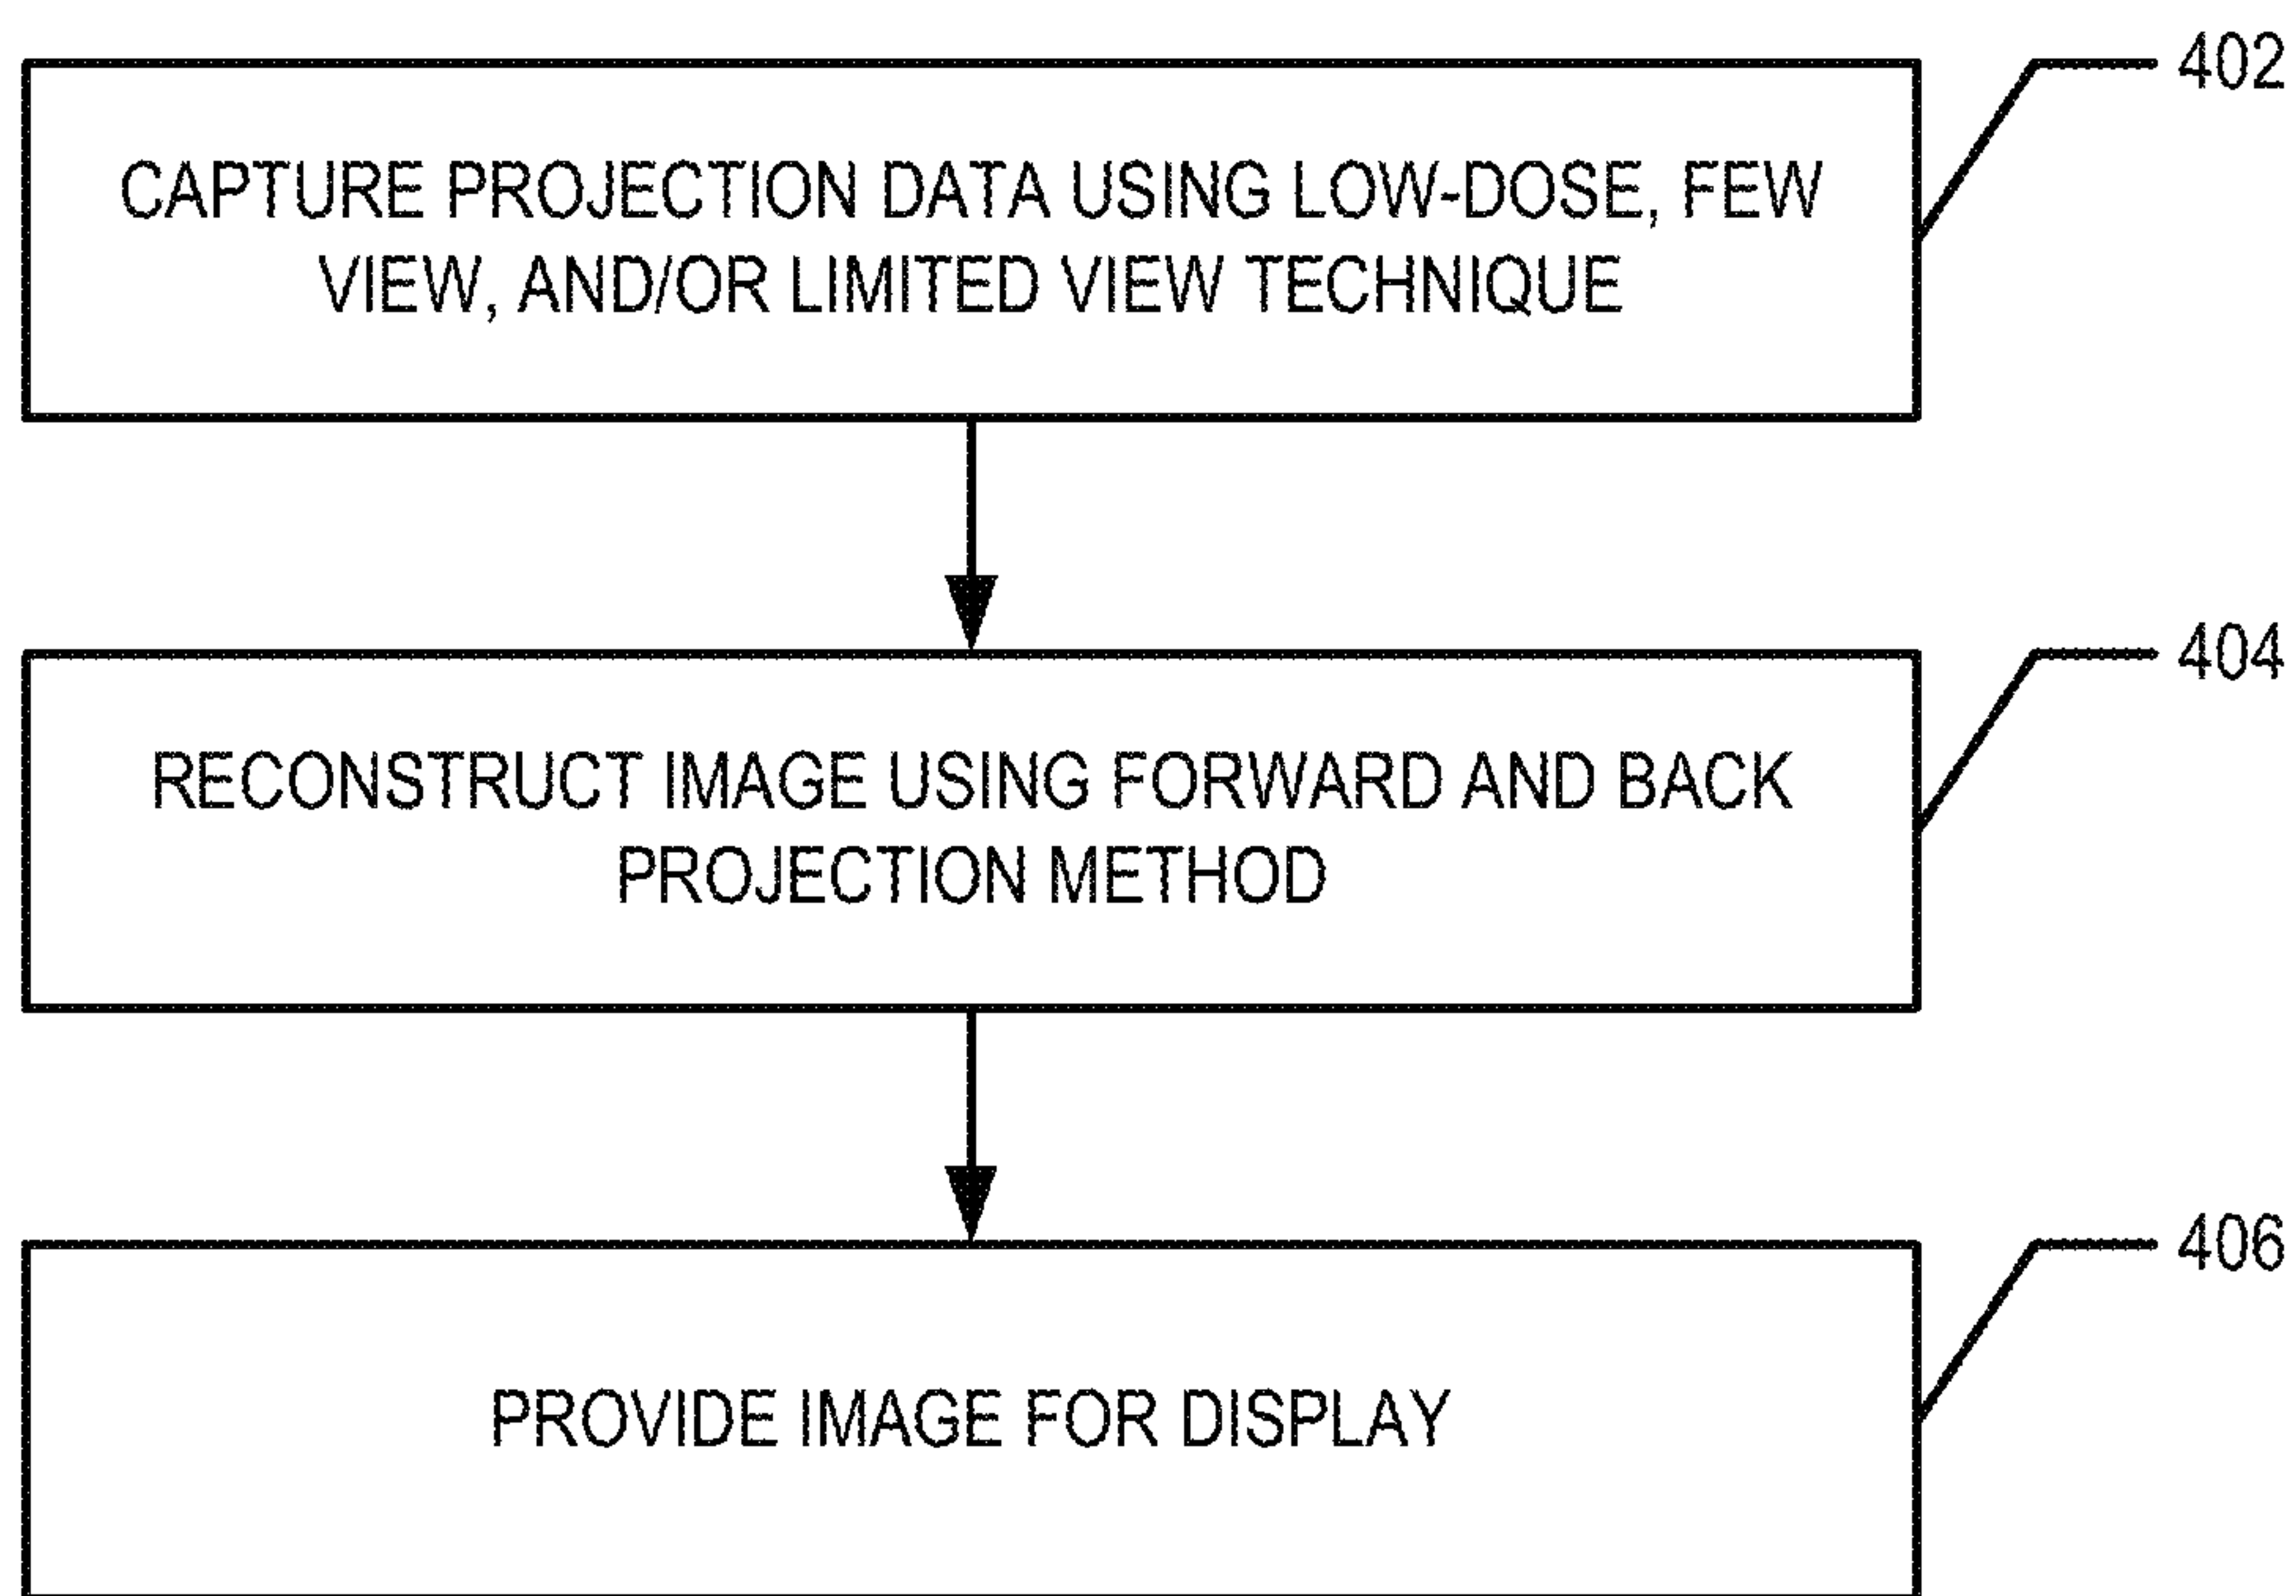 402
CAPTURE PROJECTION DATA USING LOW-DOSE, FEW
VIEW, AND/OR LIMITED VIEW TECHNIQUE
404
RECONSTRUCT IMAGE USING FORWARD AND BACK
PROJECTION METHOD
406
PROVIDE IMAGE FOR DISPLAY